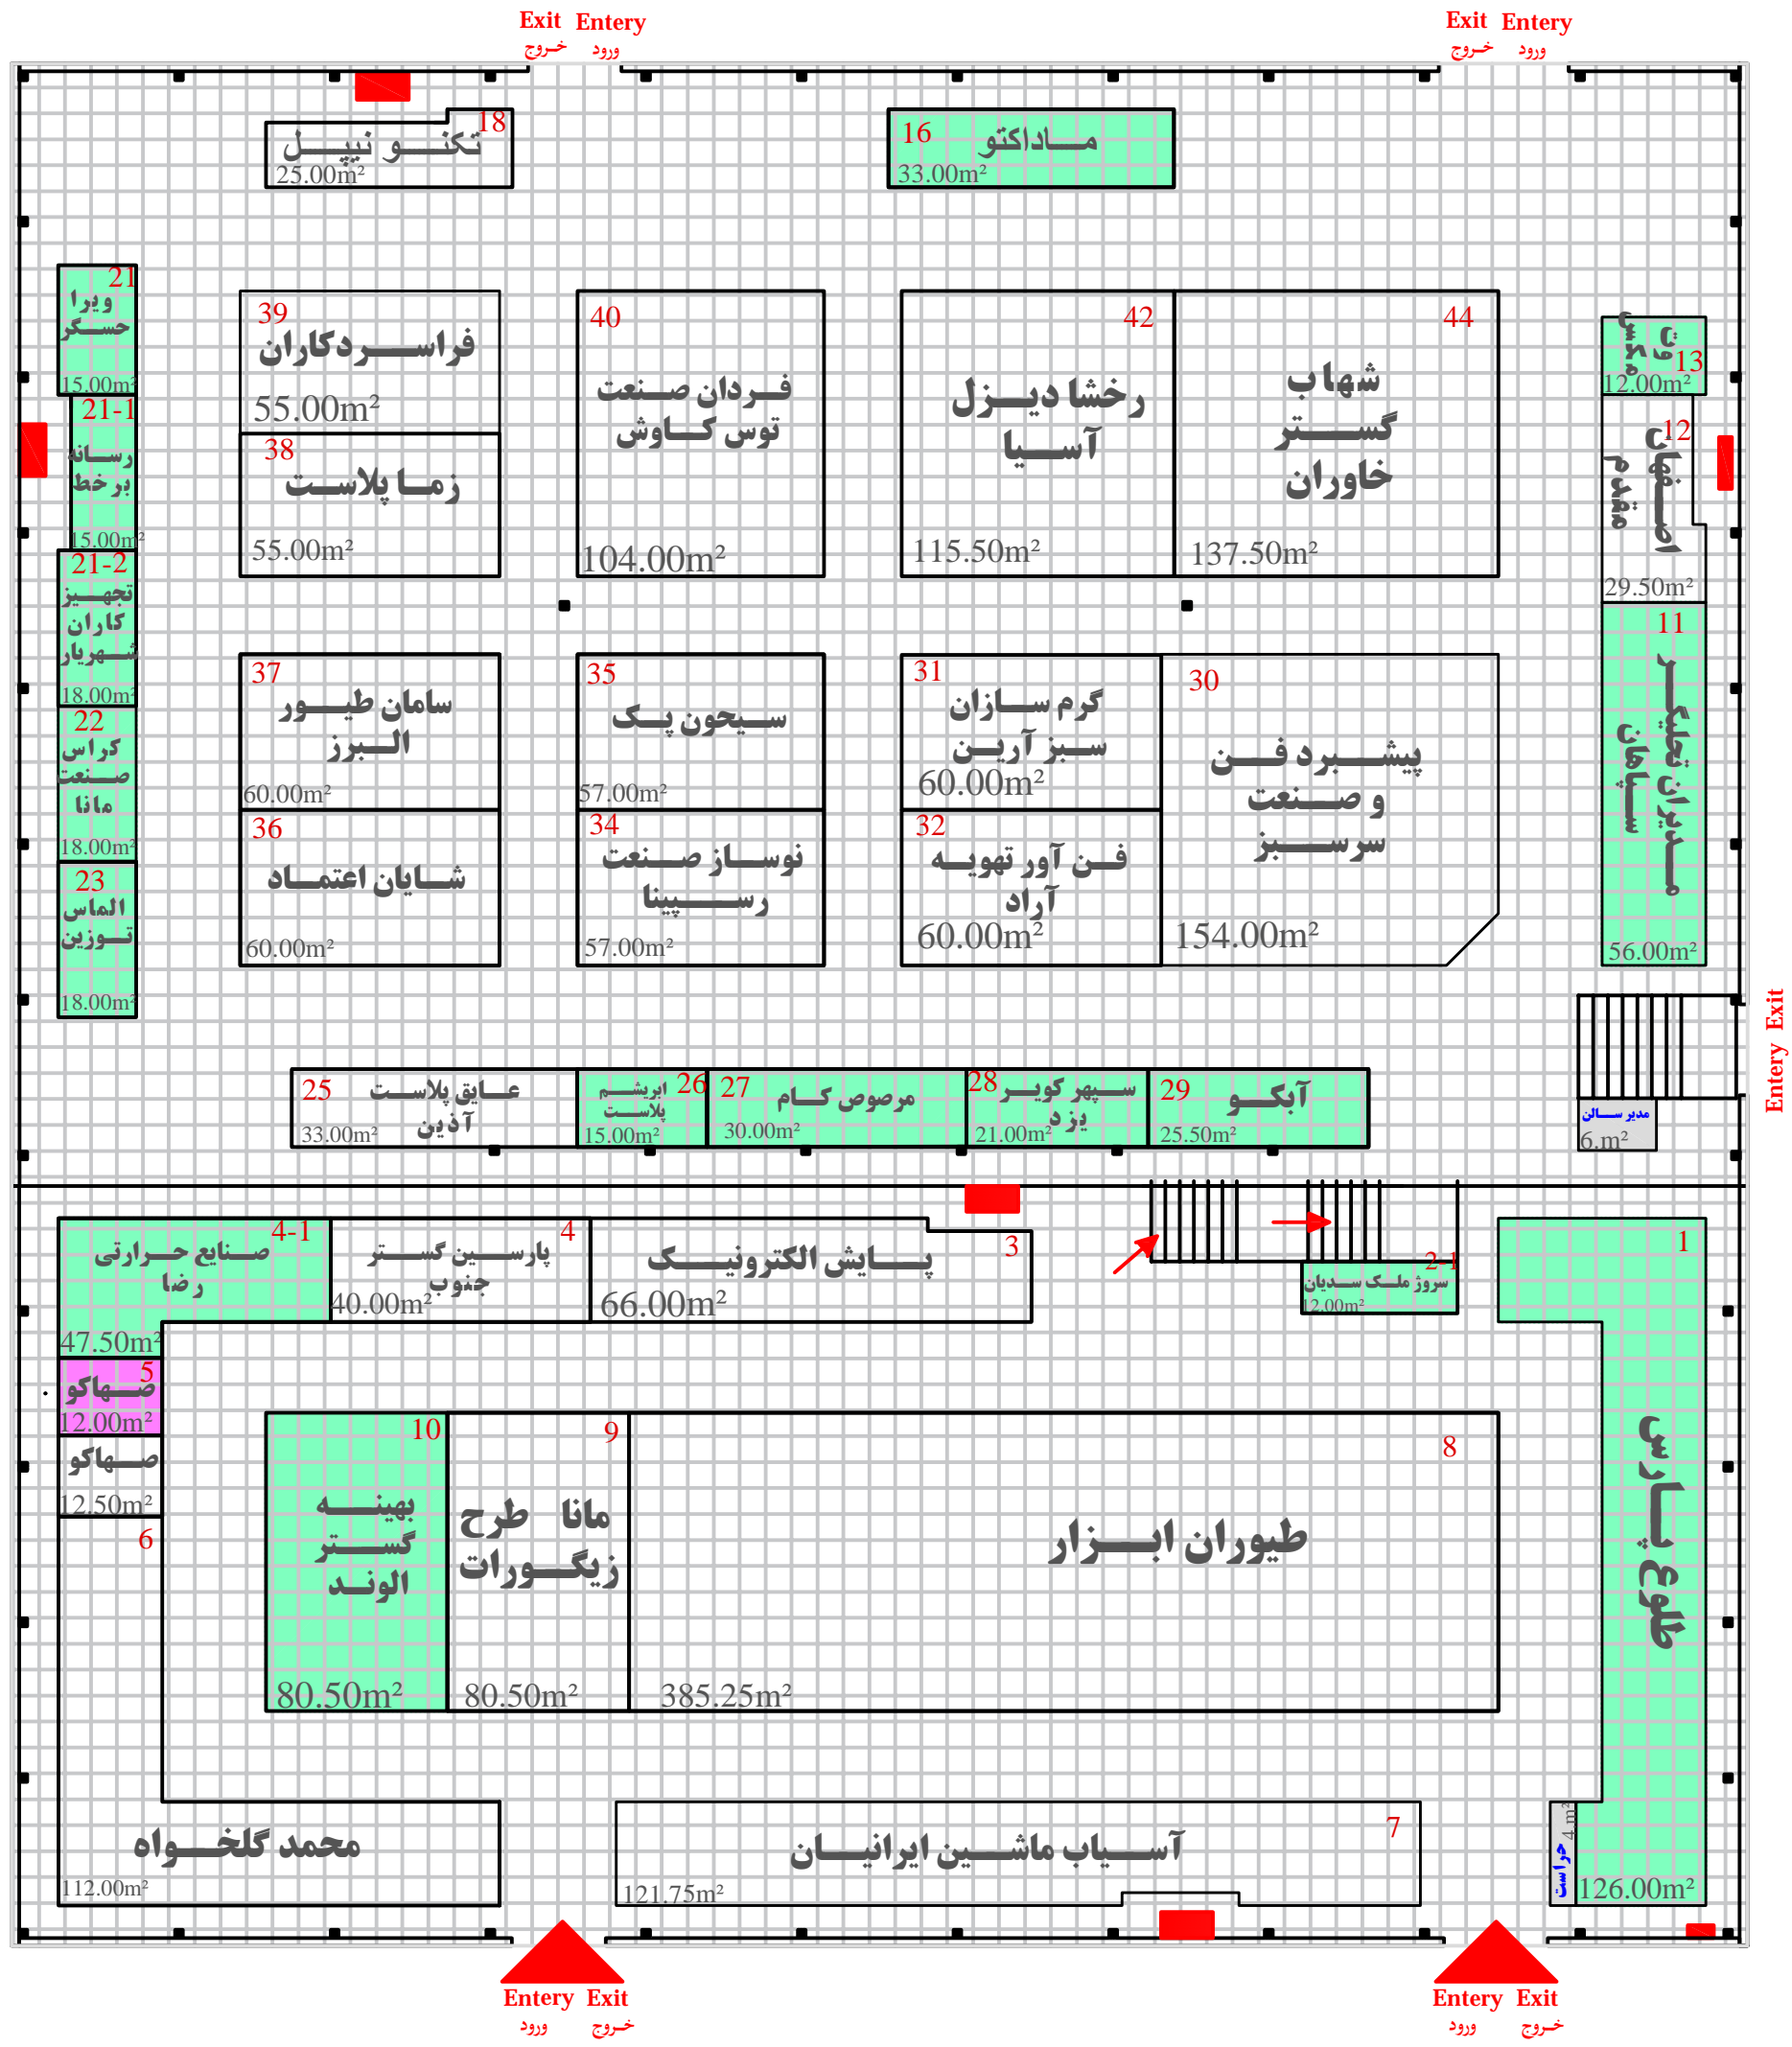 Exit Entery
خروج ورود
Exit Entery
خروج ورود
18
تکنو نیپل
25.00m²
16
ماداکتو
33.00m²
21
ویرا
حسگر
15.00m²
21-1
رسانه
برخط
15.00m²
21-2
تجهیز
کاران
شهریار
18.00m²
22
کراس
صنعت
مانا
18.00m²
23
الماس
توزین
18.00m²
39
فراسردکاران
55.00m²
38
زما پلاست
55.00m²
40
فردان صنعت
توس کاوش
104.00m²
42
رخشا دیزل
آسیا
115.50m²
44
شهاب
گستر
خاوران
137.50m²
13
وت
مکس
12.00m²
12
اصفهان
مقدم
29.50m²
11
مدیران تحلیگر
سپاهان
56.00m²
37
سامان طیور
البرز
60.00m²
36
شایان اعتماد
60.00m²
35
سیحون پک
57.00m²
34
نوساز صنعت
رسپینا
57.00m²
31
گرم سازان
سبز آرین
60.00m²
32
فن آور تهویه
آراد
60.00m²
30
پیشبرد فن
و صنعت
سرسبز
154.00m²
Entery Exit
25
عایق پلاست
آذین
33.00m²
26
ابریشم
پلاست
15.00m²
27
مرصوص کام
30.00m²
28
سپهر کویر
یزد
21.00m²
29
آبکو
25.50m²
مدیر سالن
6.m²
4-1
صنایع حرارتی
رضا
47.50m²
4
پارسین گستر
جنوب
40.00m²
3
پایش الکترونیک
66.00m²
2-1
سروژ ملک سدیان
12.00m²
1
طلوع پارس
126.00m²
5
صهاکو
12.00m²
صهاکو
12.50m²
6
محمد گلخواه
112.00m²
10
بهینه
گستر
الوند
80.50m²
9
مانا طرح
زیگورات
80.50m²
8
طیوران ابزار
385.25m²
7
آسیاب ماشین ایرانیان
121.75m²
حراست
4 m²
Entery Exit
ورود خروج
Entery Exit
ورود خروج